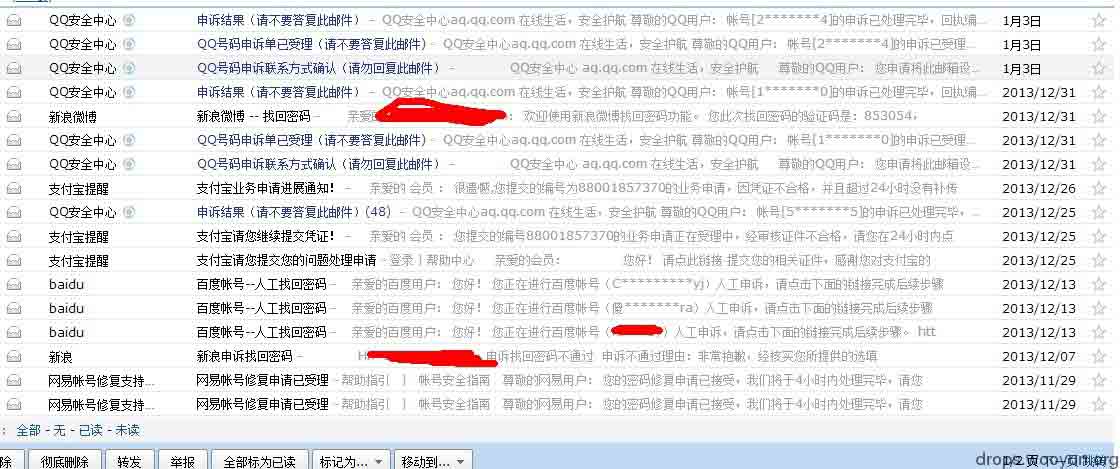 QQ安全中心 申诉结果（请不要答复此邮件） - QQ安全中心aq.qq.com 在线生活，安全护航 尊敬的QQ用户： 帐号[2*******4]的申诉已处理完毕，回执编... 1月3日
QQ安全中心 QQ号码申诉单已受理（请不要答复此邮件） - QQ安全中心aq.qq.com 在线生活，安全护航 尊敬的QQ用户： 帐号[2*******4]的申诉已受理... 1月3日
QQ安全中心 QQ号码申诉联系方式确认（请勿回复此邮件） - QQ安全中心 aq.qq.com 在线生活，安全护航 尊敬的QQ用户： 您申请将此邮箱设... 1月3日
QQ安全中心 申诉结果（请不要答复此邮件） - QQ安全中心aq.qq.com 在线生活，安全护航 尊敬的QQ用户： 帐号[1*******0]的申诉已处理完毕，回执编... 2013/12/31
新浪微博 新浪微博 -- 找回密码 - 亲爱 ： 欢迎使用新浪微博找回密码功能。 您此次找回密码的验证码是：853054， 2013/12/31
QQ安全中心 QQ号码申诉单已受理（请不要答复此邮件） - QQ安全中心aq.qq.com 在线生活，安全护航 尊敬的QQ用户： 帐号[1*******0]的申诉已受理... 2013/12/31
QQ安全中心 QQ号码申诉联系方式确认（请勿回复此邮件） - QQ安全中心 aq.qq.com 在线生活，安全护航 尊敬的QQ用户： 您申请将此邮箱设... 2013/12/31
支付宝提醒 支付宝业务申请进展通知！ - 亲爱的 会员 ： 很遗憾,您提交的编号为88001857370的业务申请，因凭证不合格，并且超过24小时没有补传 2013/12/26
QQ安全中心 申诉结果（请不要答复此邮件）(48) - QQ安全中心aq.qq.com 在线生活，安全护航 尊敬的QQ用户： 帐号[5*******5]的申诉已处理完毕，... 2013/12/25
支付宝提醒 支付宝请您继续提交凭证！ - 亲爱的 会员 ： 您提交的编号88001857370的业务申请正在受理中，经审核证件不合格，请您在24小时内点 2013/12/25
支付宝提醒 支付宝请您提交您的问题处理申请 - 登录 | 帮助中心 亲爱的会员: 您好！ 请点此链接 提交您的相关证件，感谢您对支付宝的 2013/12/25
baidu 百度帐号--人工找回密码 - 亲爱的百度用户： 您好！ 您正在进行百度帐号（C*********yj）人工申诉，请点击下面的链接完成后续步骤 2013/12/13
baidu 百度帐号--人工找回密码 - 亲爱的百度用户： 您好！ 您正在进行百度帐号（傻*******ra）人工申诉，请点击下面的链接完成后续步骤 2013/12/13
baidu 百度帐号--人工找回密码 - 亲爱的百度用户： 您好！ 您正在进行百度帐号（ ）人工申诉，请点击下面的链接完成后续步骤。 htt 2013/12/13
新浪 新浪申诉找回密码 - 申诉找回密码不通过 申诉不通过理由：非常抱歉，经核实您所提供的选填 2013/12/07
网易帐号修复支持... 网易帐号修复申请已受理 - 帮助指引 | 帐号安全指南 尊敬的网易用户： 您的密码修复申请已接受，我们将于4小时内处理完毕，请您 2013/11/29
网易帐号修复支持... 网易帐号修复申请已受理 - 帮助指引 | 帐号安全指南 尊敬的网易用户： 您的密码修复申请已接受，我们将于4小时内处理完毕，请您 2013/11/29
： 全部 - 无 - 已读 - 未读
除 彻底删除 转发 举报 全部标为已读 标记为... 移动到... 1/2 页
drops.wooyun.org